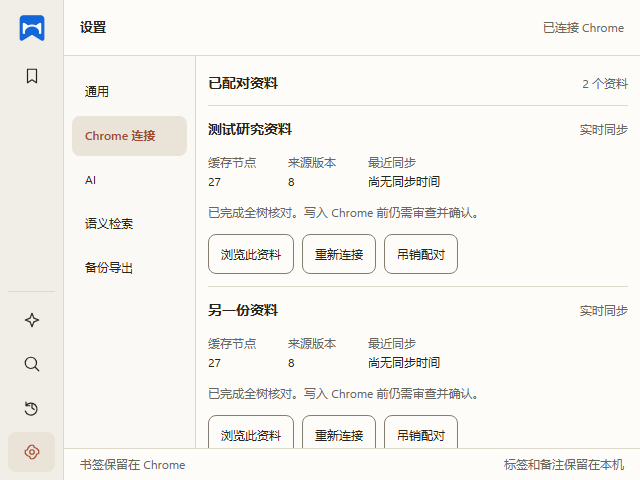 设置
已连接 Chrome
通用
Chrome 连接
AI
语义检索
备份导出
已配对资料
2 个资料
测试研究资料
实时同步
缓存节点 来源版本 最近同步
27 8 尚无同步时间
已完成全树核对。写入 Chrome 前仍需审查并确认。
浏览此资料 重新连接 吊销配对
另一份资料
实时同步
缓存节点 来源版本 最近同步
27 8 尚无同步时间
已完成全树核对。写入 Chrome 前仍需审查并确认。
浏览此资料 重新连接 吊销配对
书签保留在 Chrome
标签和备注保留在本机